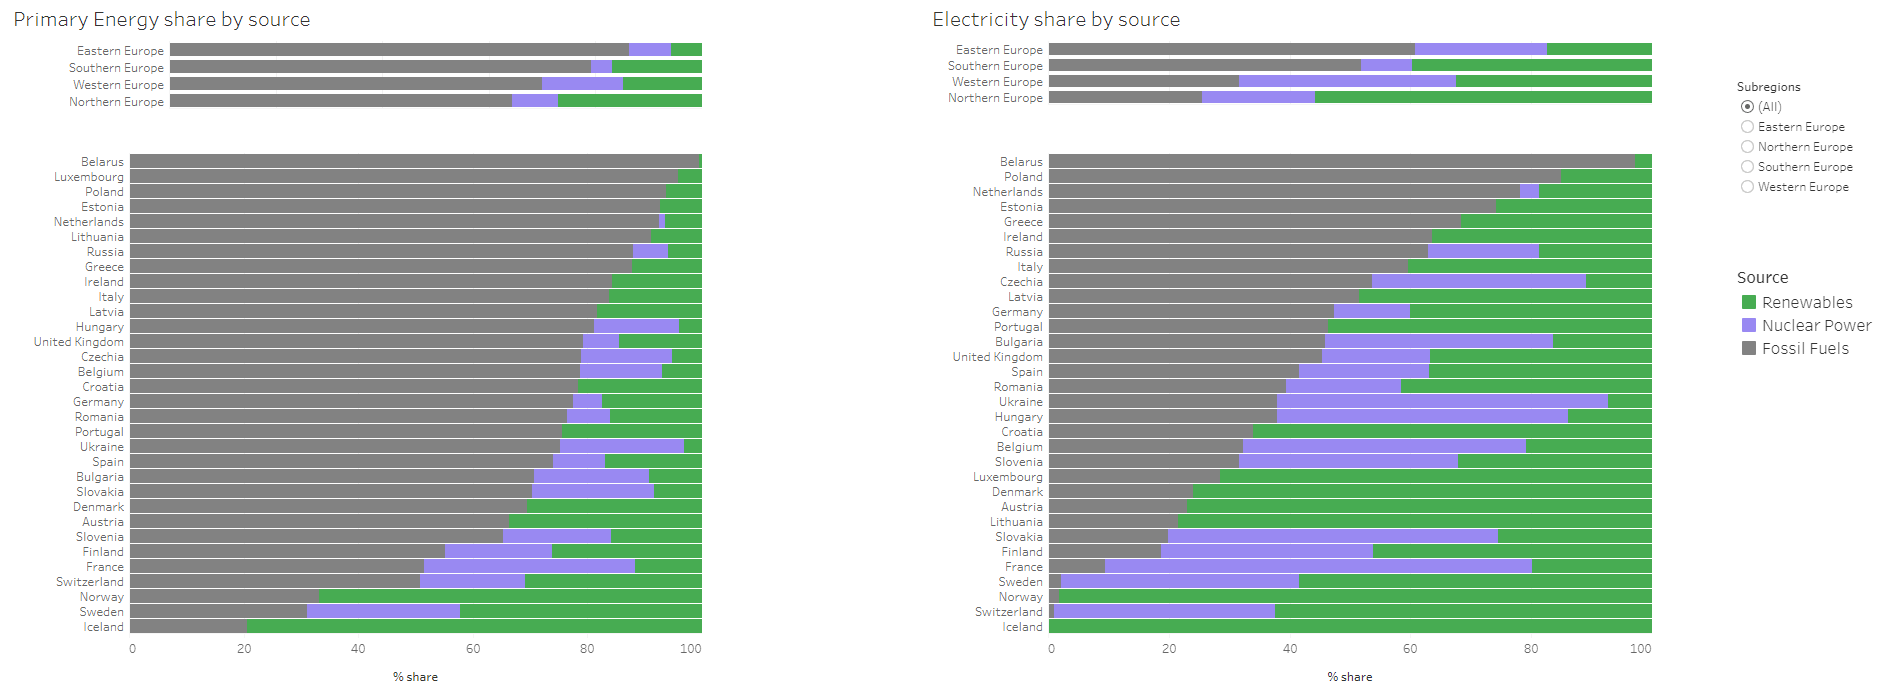 Primary Energy share by source
Eastern Europe
Southern Europe
Western Europe
Northern Europe
Belarus
Luxembourg
Poland
Estonia
Netherlands
Lithuania
Russia
Greece
Ireland
Italy
Latvia
Hungary
United Kingdom
Czechia
Belgium
Croatia
Germany
Romania
Portugal
Ukraine
Spain
Bulgaria
Slovakia
Denmark
Austria
Slovenia
Finland
France
Switzerland
Norway
Sweden
Iceland
0 20 40 60 80 100
% share
Electricity share by source
Eastern Europe
Southern Europe
Western Europe
Northern Europe
Belarus
Poland
Netherlands
Estonia
Greece
Ireland
Russia
Italy
Czechia
Latvia
Germany
Portugal
Bulgaria
United Kingdom
Spain
Romania
Ukraine
Hungary
Croatia
Belgium
Slovenia
Luxembourg
Denmark
Austria
Lithuania
Slovakia
Finland
France
Sweden
Norway
Switzerland
Iceland
0 20 40 60 80 100
% share
Subregions
(All)
Eastern Europe
Northern Europe
Southern Europe
Western Europe
Source
Renewables
Nuclear Power
Fossil Fuels